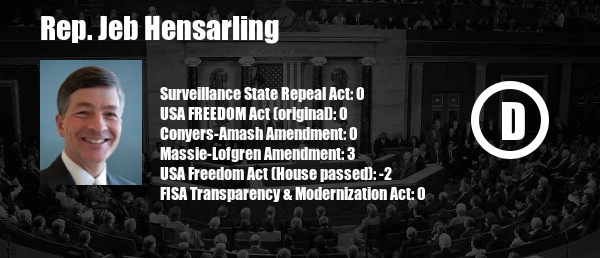 Rep. Jeb Hensarling
Surveillance State Repeal Act: 0
USA FREEDOM Act (original): 0
Conyers-Amash Amendment: 0
Massie-Lofgren Amendment: 3
USA Freedom Act (House passed): -2
FISA Transparency & Modernization Act: 0
D